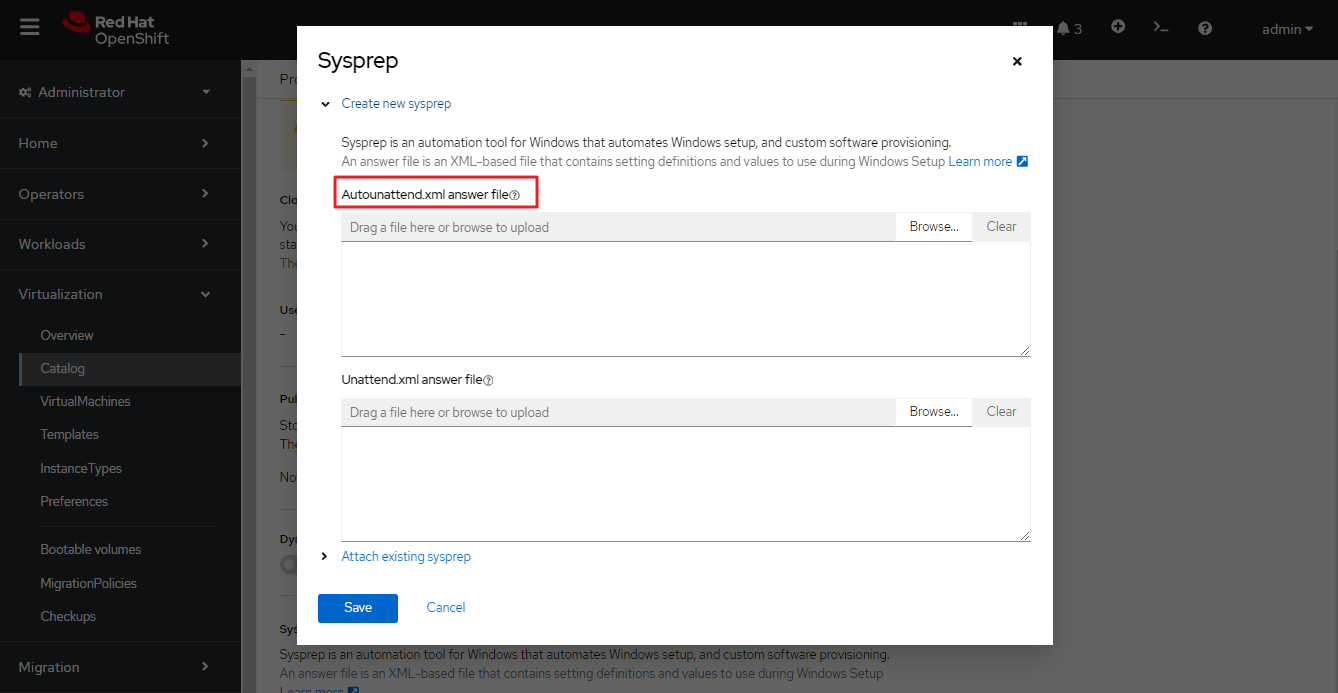 Red Hat
OpenShift
3
admin
Administrator
Home
Operators
Workloads
Virtualization
Overview
Catalog
VirtualMachines
Templates
InstanceTypes
Preferences
Bootable volumes
MigrationPolicies
Checkups
Migration
Sysprep
Create new sysprep
Sysprep is an automation tool for Windows that automates Windows setup, and custom software provisioning.
An answer file is an XML-based file that contains setting definitions and values to use during Windows Setup Learn more
Autounattend.xml answer file
Drag a file here or browse to upload Browse... Clear
Unattend.xml answer file
Drag a file here or browse to upload Browse... Clear
Attach existing sysprep
Save Cancel
Sysprep is an automation tool for Windows that automates Windows setup, and custom software provisioning.
An answer file is an XML-based file that contains setting definitions and values to use during Windows Setup
Learn more